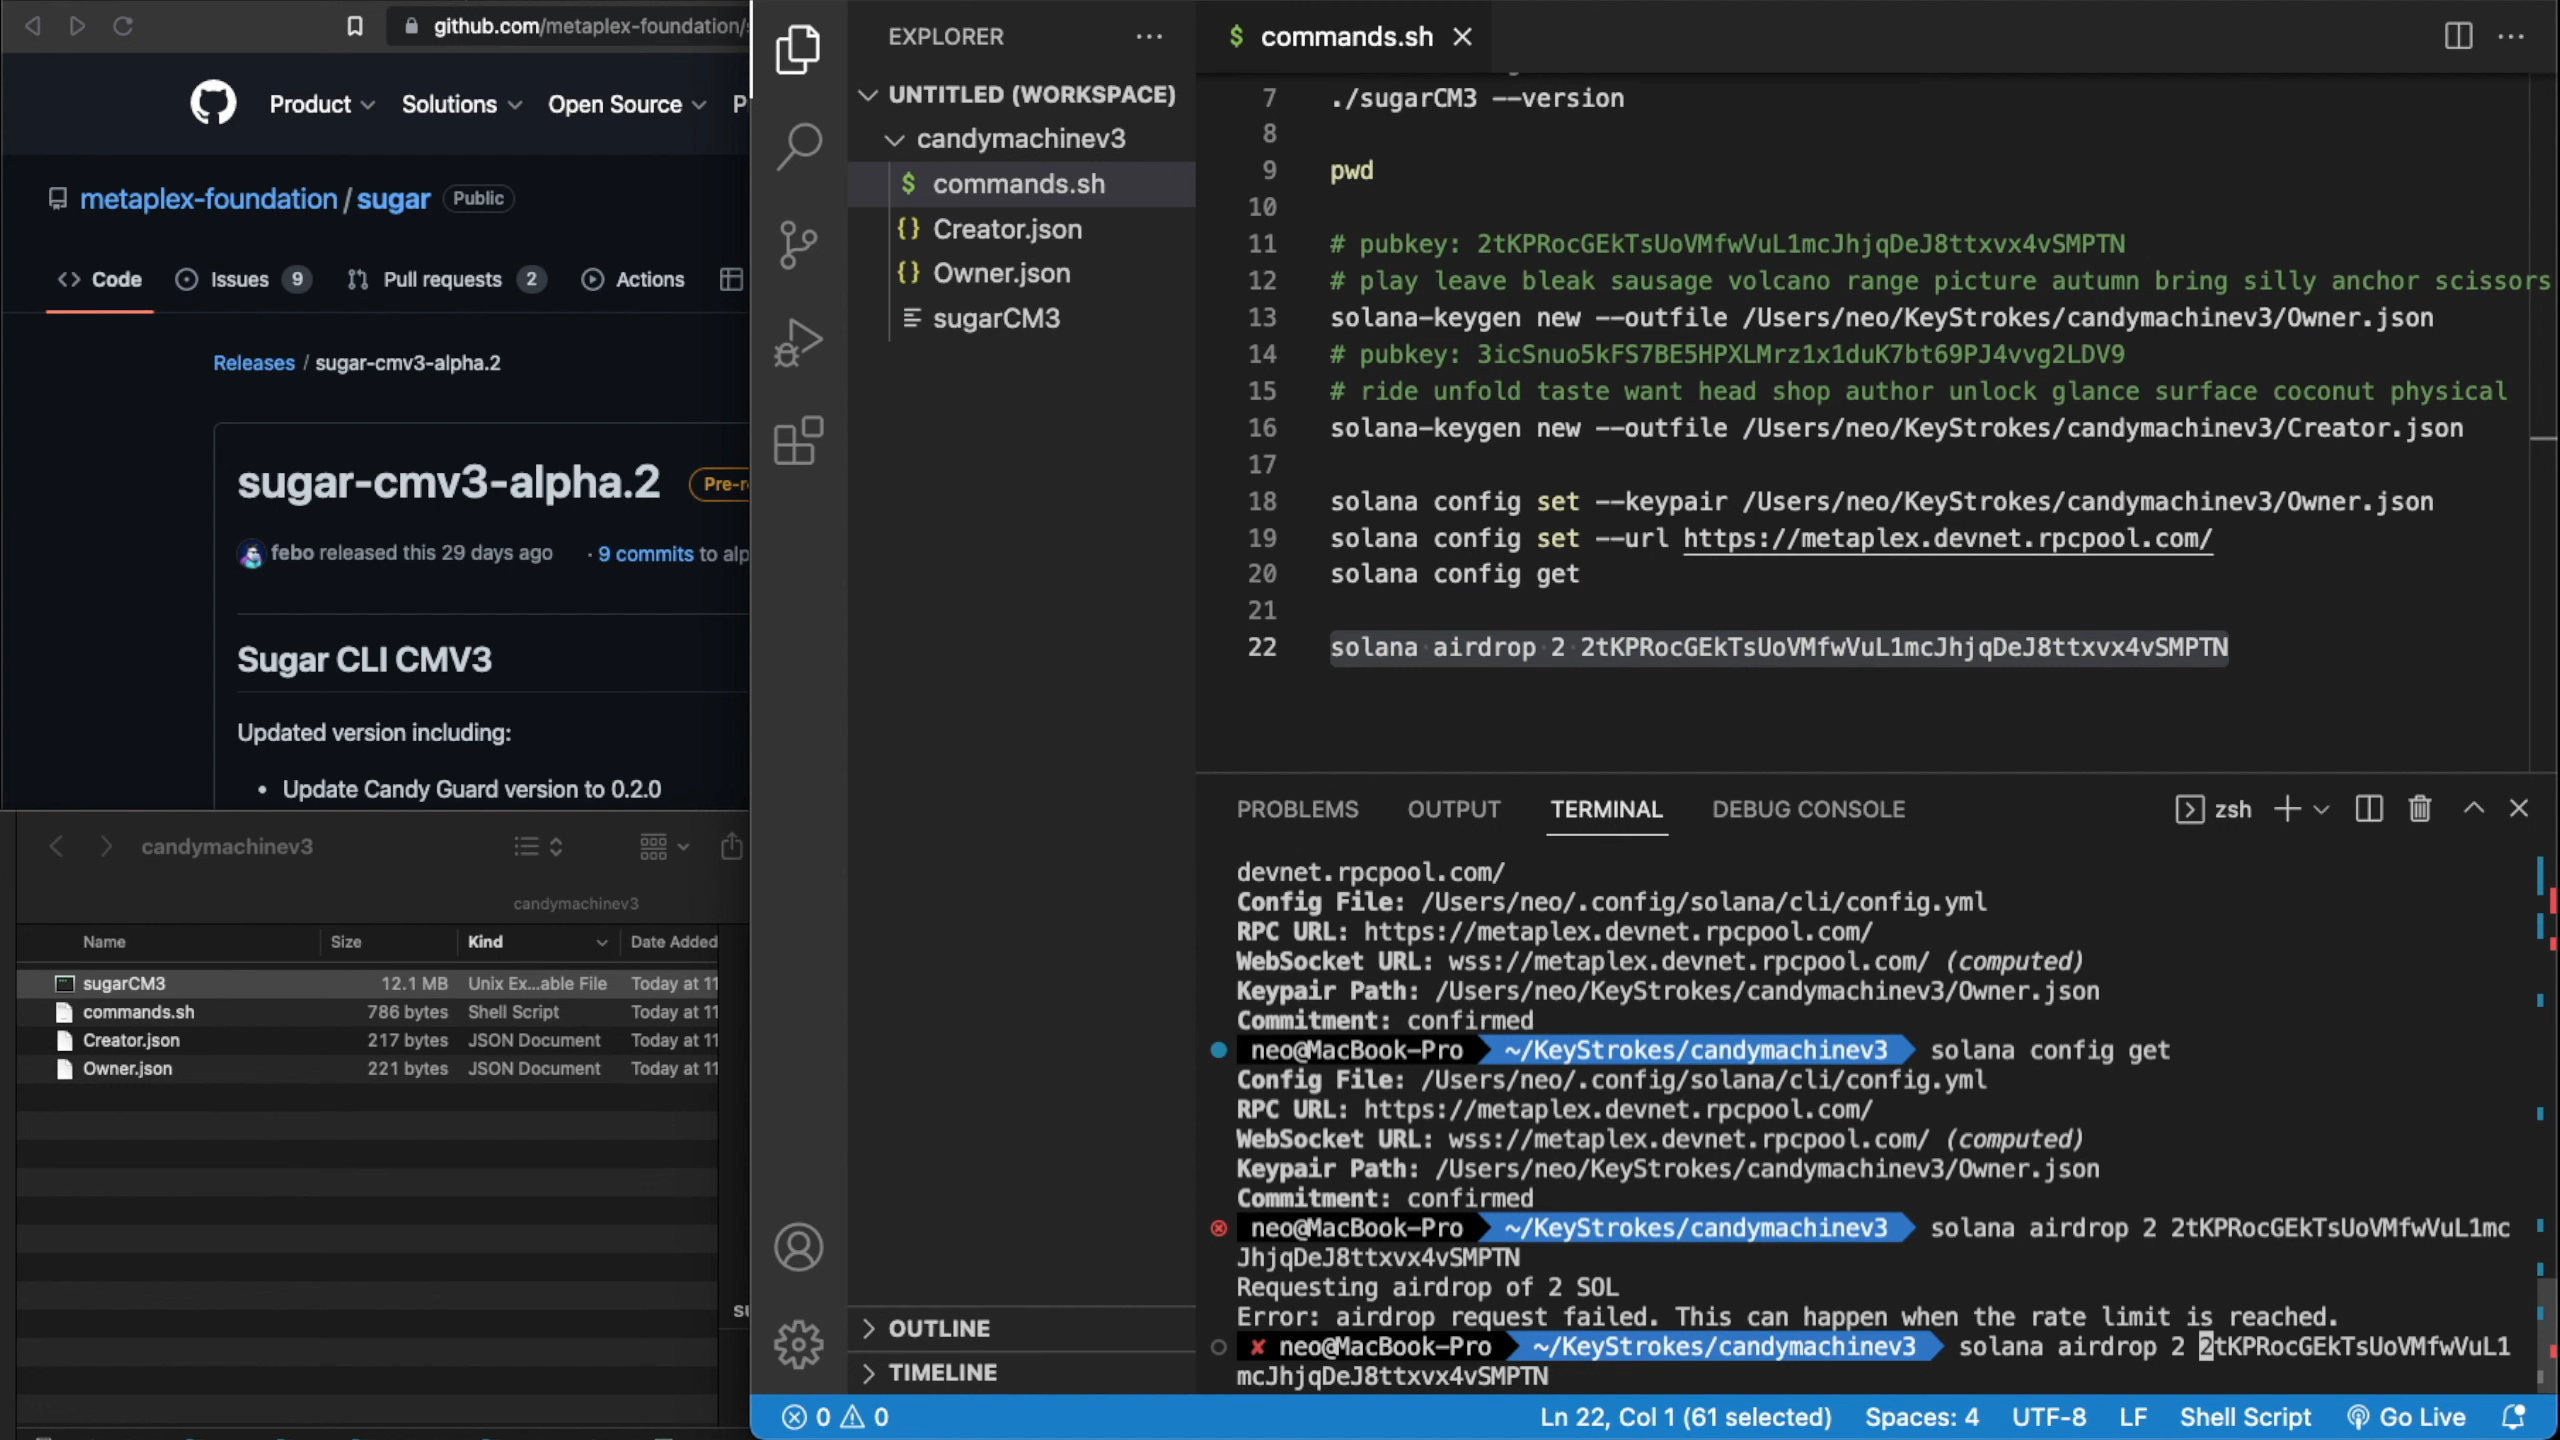 github.com/metaplex-foundation/s
Product
Solutions
Open Source
P
metaplex-foundation / sugar
Public
Code
Issues 9
Pull requests 2
Actions
Releases / sugar-cmv3-alpha.2
sugar-cmv3-alpha.2
Pre-r
febo released this 29 days ago
· 9 commits to alp
Sugar CLI CMV3
Updated version including:
• Update Candy Guard version to 0.2.0
candymachinev3
candymachinev3
Name Size Kind Date Added
sugarCM3 12.1 MB Unix Ex...able File Today at 11
commands.sh 786 bytes Shell Script Today at 11
Creator.json 217 bytes JSON Document Today at 11
Owner.json 221 bytes JSON Document Today at 11
su
EXPLORER
UNTITLED (WORKSPACE)
candymachinev3
$ commands.sh
{} Creator.json
{} Owner.json
sugarCM3
OUTLINE
TIMELINE
$ commands.sh
7 ./sugarCM3 --version
8
9 pwd
10
11 # pubkey: 2tKPRocGEkTsUoVMfwVuL1mcJhjqDeJ8ttxvx4vSMPTN
12 # play leave bleak sausage volcano range picture autumn bring silly anchor scissors
13 solana-keygen new --outfile /Users/neo/KeyStrokes/candymachinev3/Owner.json
14 # pubkey: 3icSnuo5kFS7BE5HPXLMrz1x1duK7bt69PJ4vvg2LDV9
15 # ride unfold taste want head shop author unlock glance surface coconut physical
16 solana-keygen new --outfile /Users/neo/KeyStrokes/candymachinev3/Creator.json
17
18 solana config set --keypair /Users/neo/KeyStrokes/candymachinev3/Owner.json
19 solana config set --url https://metaplex.devnet.rpcpool.com/
20 solana config get
21
22 solana airdrop 2 2tKPRocGEkTsUoVMfwVuL1mcJhjqDeJ8ttxvx4vSMPTN
PROBLEMS OUTPUT TERMINAL DEBUG CONSOLE
zsh
devnet.rpcpool.com/
Config File: /Users/neo/.config/solana/cli/config.yml
RPC URL: https://metaplex.devnet.rpcpool.com/
WebSocket URL: wss://metaplex.devnet.rpcpool.com/ (computed)
Keypair Path: /Users/neo/KeyStrokes/candymachinev3/Owner.json
Commitment: confirmed
neo@MacBook-Pro ~/KeyStrokes/candymachinev3 solana config get
Config File: /Users/neo/.config/solana/cli/config.yml
RPC URL: https://metaplex.devnet.rpcpool.com/
WebSocket URL: wss://metaplex.devnet.rpcpool.com/ (computed)
Keypair Path: /Users/neo/KeyStrokes/candymachinev3/Owner.json
Commitment: confirmed
neo@MacBook-Pro ~/KeyStrokes/candymachinev3 solana airdrop 2 2tKPRocGEkTsUoVMfwVuL1mc
JhjqDeJ8ttxvx4vSMPTN
Requesting airdrop of 2 SOL
Error: airdrop request failed. This can happen when the rate limit is reached.
✘ neo@MacBook-Pro ~/KeyStrokes/candymachinev3 solana airdrop 2 2tKPRocGEkTsUoVMfwVuL1
mcJhjqDeJ8ttxvx4vSMPTN
0 0
Ln 22, Col 1 (61 selected) Spaces: 4 UTF-8 LF Shell Script Go Live